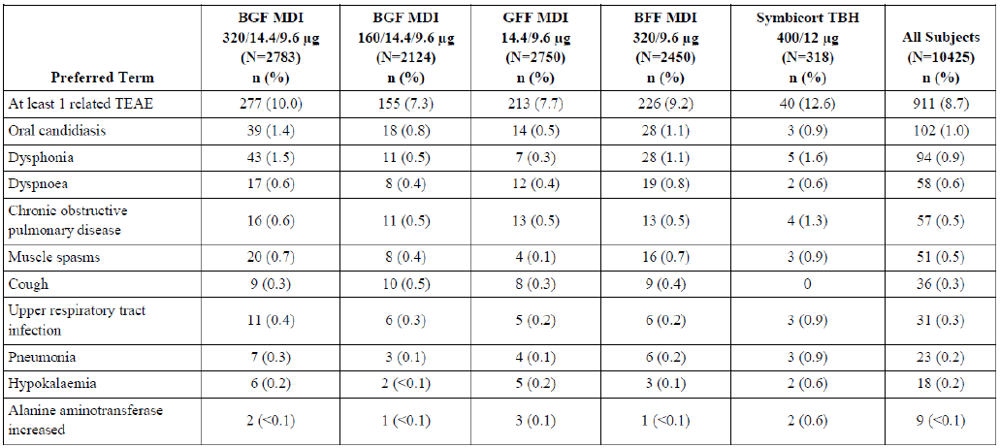 Preferred Term BGF MDI 320/14.4/9.6 µg (N=2783) n (%) BGF MDI 160/14.4/9.6 µg (N=2124) n (%) GFF MDI 14.4/9.6 µg (N=2750) n (%) BFF MDI 320/9.6 µg (N=2450) n (%) Symbicort TBH 400/12 µg (N=318) n (%) All Subjects (N=10425) n (%)
At least 1 related TEAE 277 (10.0) 155 (7.3) 213 (7.7) 226 (9.2) 40 (12.6) 911 (8.7)
Oral candidiasis 39 (1.4) 18 (0.8) 14 (0.5) 28 (1.1) 3 (0.9) 102 (1.0)
Dysphonia 43 (1.5) 11 (0.5) 7 (0.3) 28 (1.1) 5 (1.6) 94 (0.9)
Dyspnoea 17 (0.6) 8 (0.4) 12 (0.4) 19 (0.8) 2 (0.6) 58 (0.6)
Chronic obstructive pulmonary disease 16 (0.6) 11 (0.5) 13 (0.5) 13 (0.5) 4 (1.3) 57 (0.5)
Muscle spasms 20 (0.7) 8 (0.4) 4 (0.1) 16 (0.7) 3 (0.9) 51 (0.5)
Cough 9 (0.3) 10 (0.5) 8 (0.3) 9 (0.4) 0 36 (0.3)
Upper respiratory tract infection 11 (0.4) 6 (0.3) 5 (0.2) 6 (0.2) 3 (0.9) 31 (0.3)
Pneumonia 7 (0.3) 3 (0.1) 4 (0.1) 6 (0.2) 3 (0.9) 23 (0.2)
Hypokalaemia 6 (0.2) 2 (<0.1) 5 (0.2) 3 (0.1) 2 (0.6) 18 (0.2)
Alanine aminotransferase increased 2 (<0.1) 1 (<0.1) 3 (0.1) 1 (<0.1) 2 (0.6) 9 (<0.1)